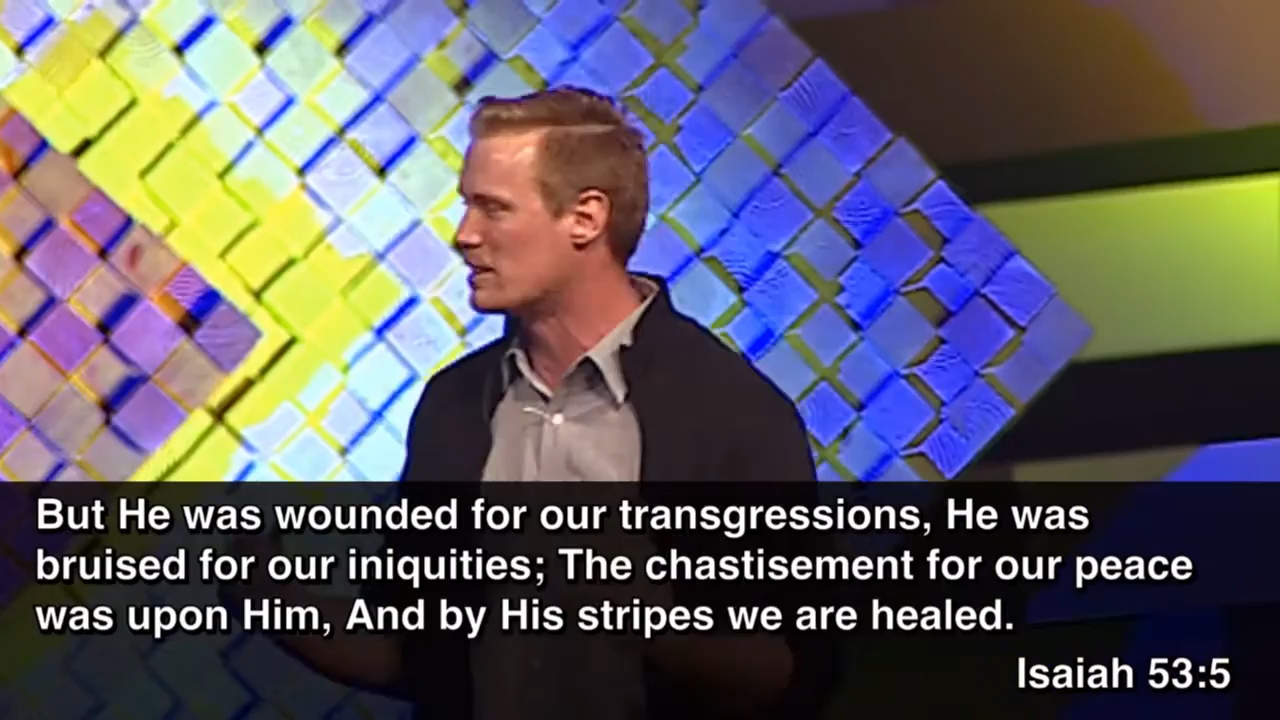 But He was wounded for our transgressions, He was
bruised for our iniquities; The chastisement for our peace
was upon Him, And by His stripes we are healed.
Isaiah 53:5